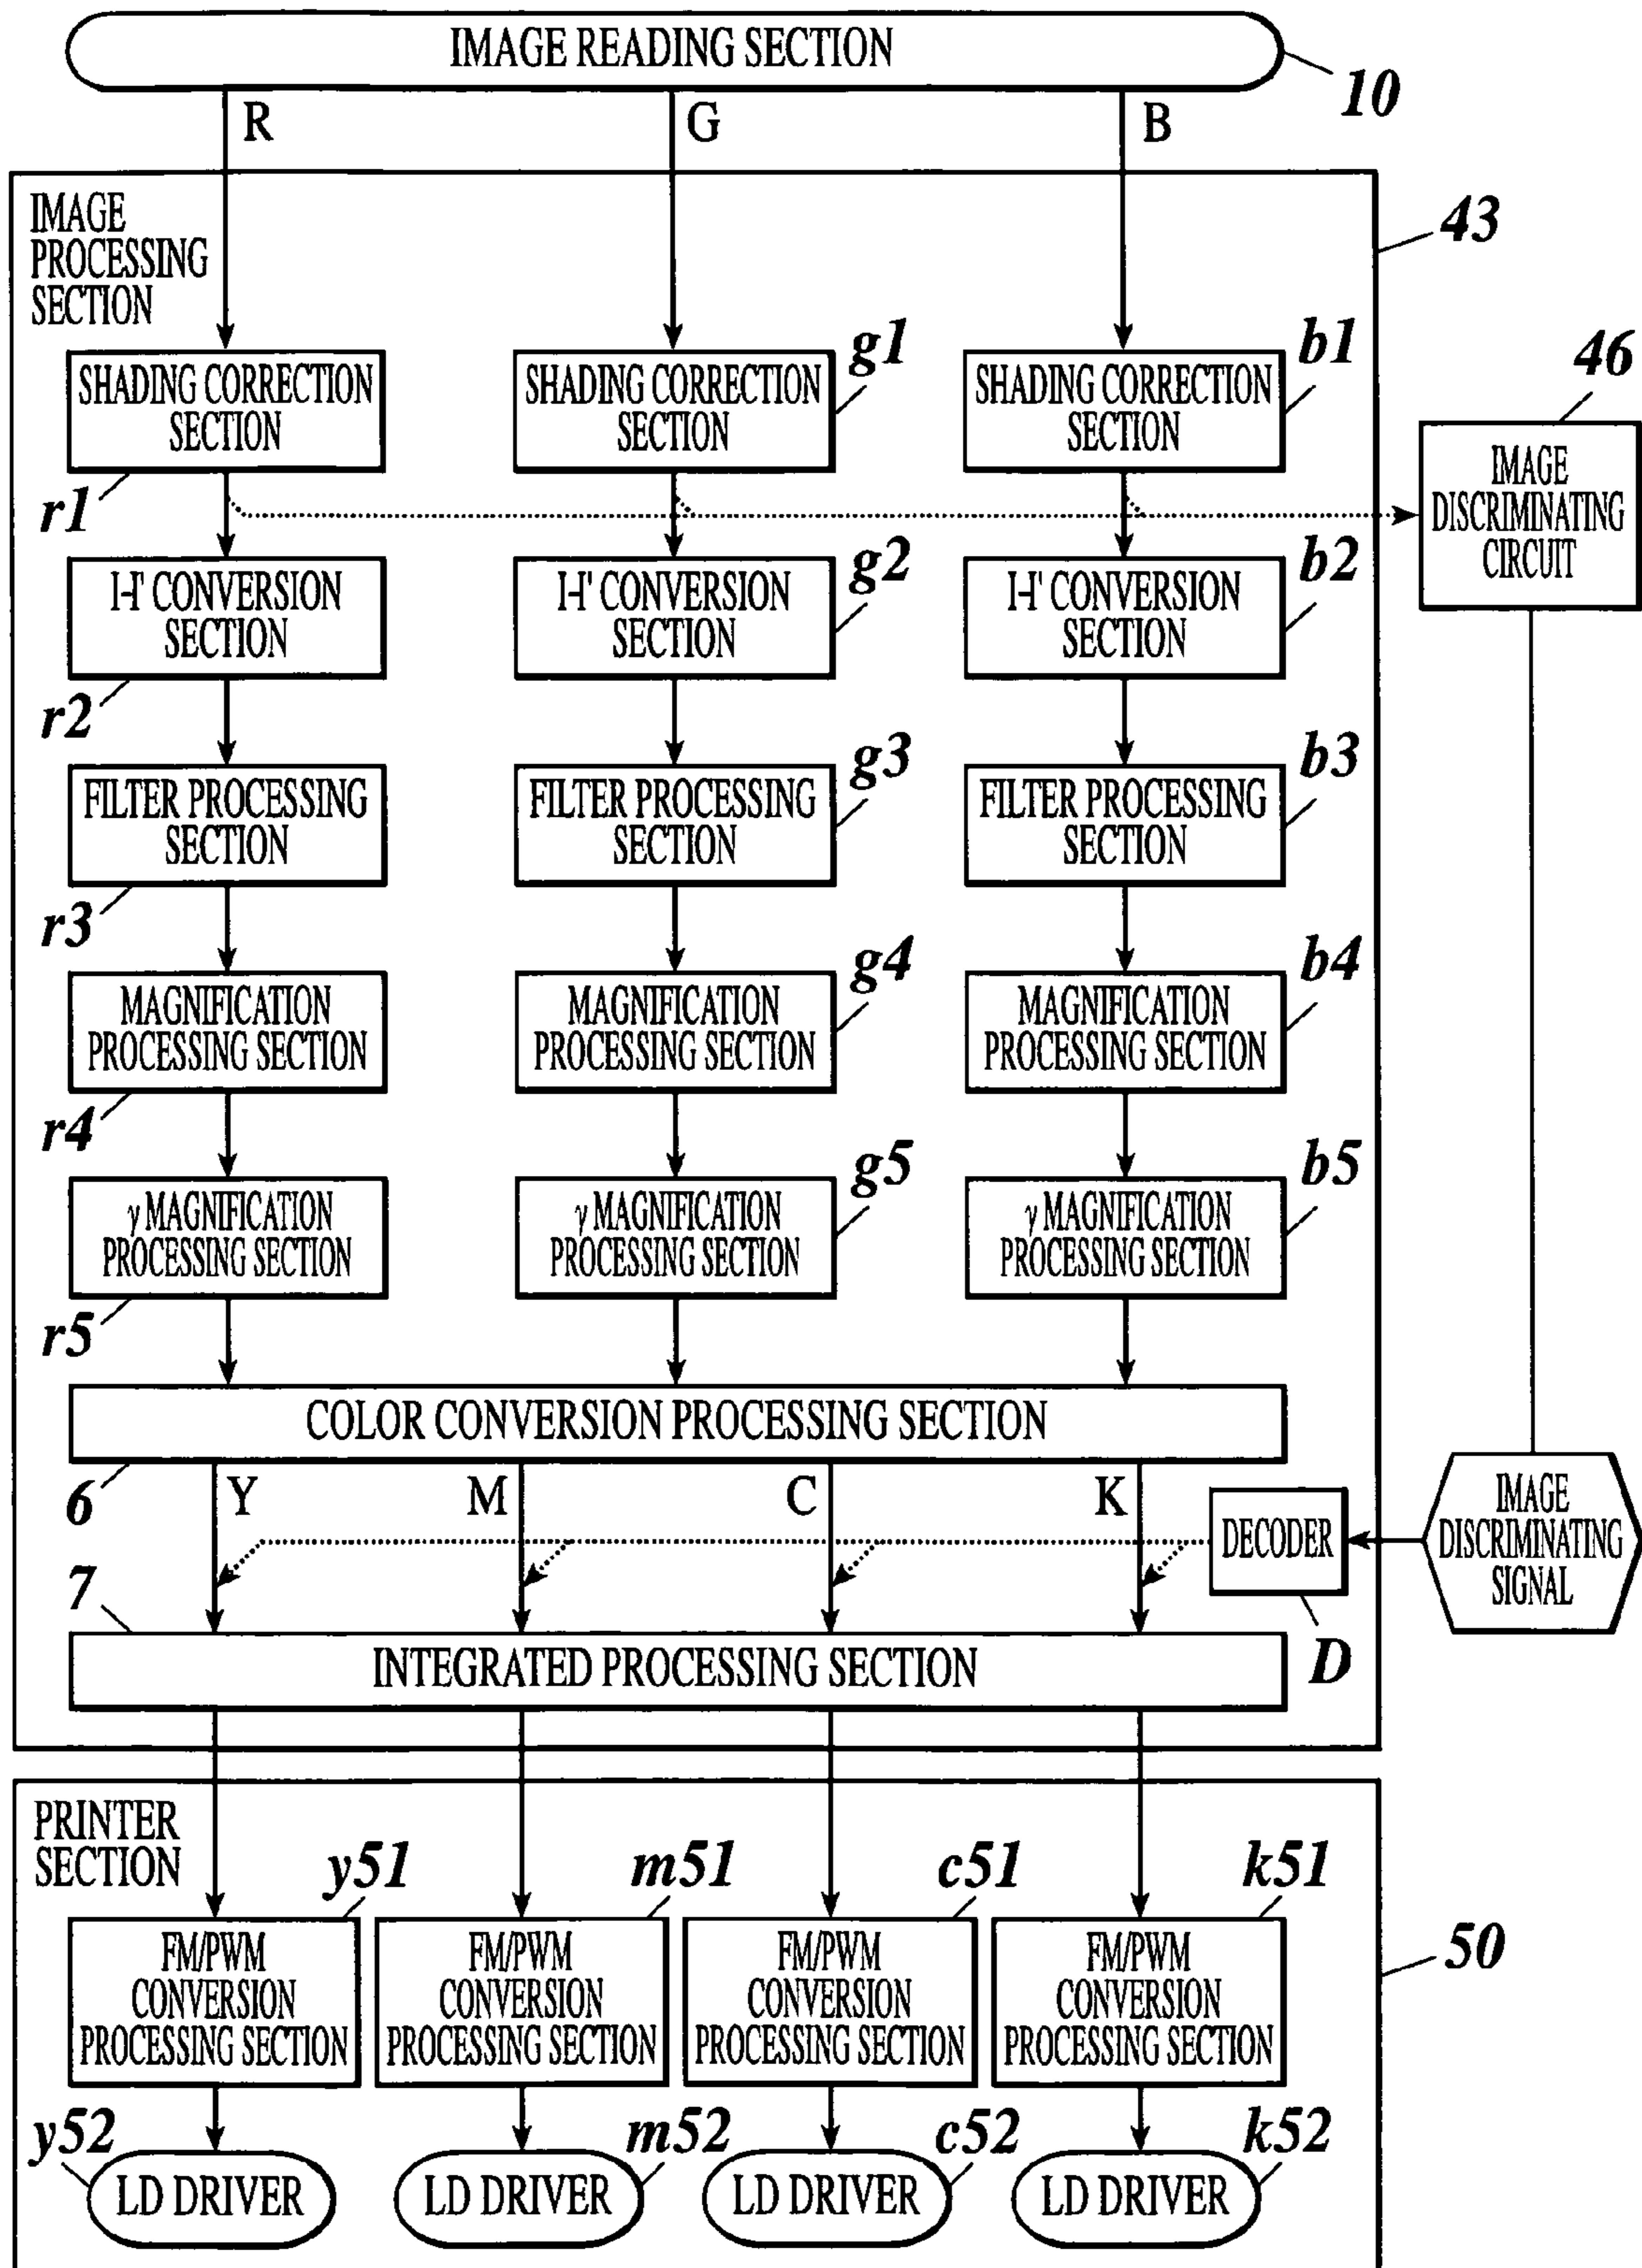 IMAGE READING SECTION
10
R
G
B
IMAGE
PROCESSING
SECTION
43
SHADING CORRECTION
SECTION
r1
SHADING CORRECTION
SECTION
g1
SHADING CORRECTION
SECTION
b1
46
IMAGE
DISCRIMINATING
CIRCUIT
I-I' CONVERSION
SECTION
r2
I-I' CONVERSION
SECTION
g2
I-I' CONVERSION
SECTION
b2
FILTER PROCESSING
SECTION
r3
FILTER PROCESSING
SECTION
g3
FILTER PROCESSING
SECTION
b3
MAGNIFICATION
PROCESSING SECTION
r4
MAGNIFICATION
PROCESSING SECTION
g4
MAGNIFICATION
PROCESSING SECTION
b4
γ MAGNIFICATION
PROCESSING SECTION
r5
γ MAGNIFICATION
PROCESSING SECTION
g5
γ MAGNIFICATION
PROCESSING SECTION
b5
COLOR CONVERSION PROCESSING SECTION
6
Y
M
C
K
DECODER
D
IMAGE
DISCRIMINATING
SIGNAL
7
INTEGRATED PROCESSING SECTION
PRINTER
SECTION
50
y51
m51
c51
k51
FM/PWM
CONVERSION
PROCESSING SECTION
FM/PWM
CONVERSION
PROCESSING SECTION
FM/PWM
CONVERSION
PROCESSING SECTION
FM/PWM
CONVERSION
PROCESSING SECTION
y52
LD DRIVER
m52
LD DRIVER
c52
LD DRIVER
k52
LD DRIVER